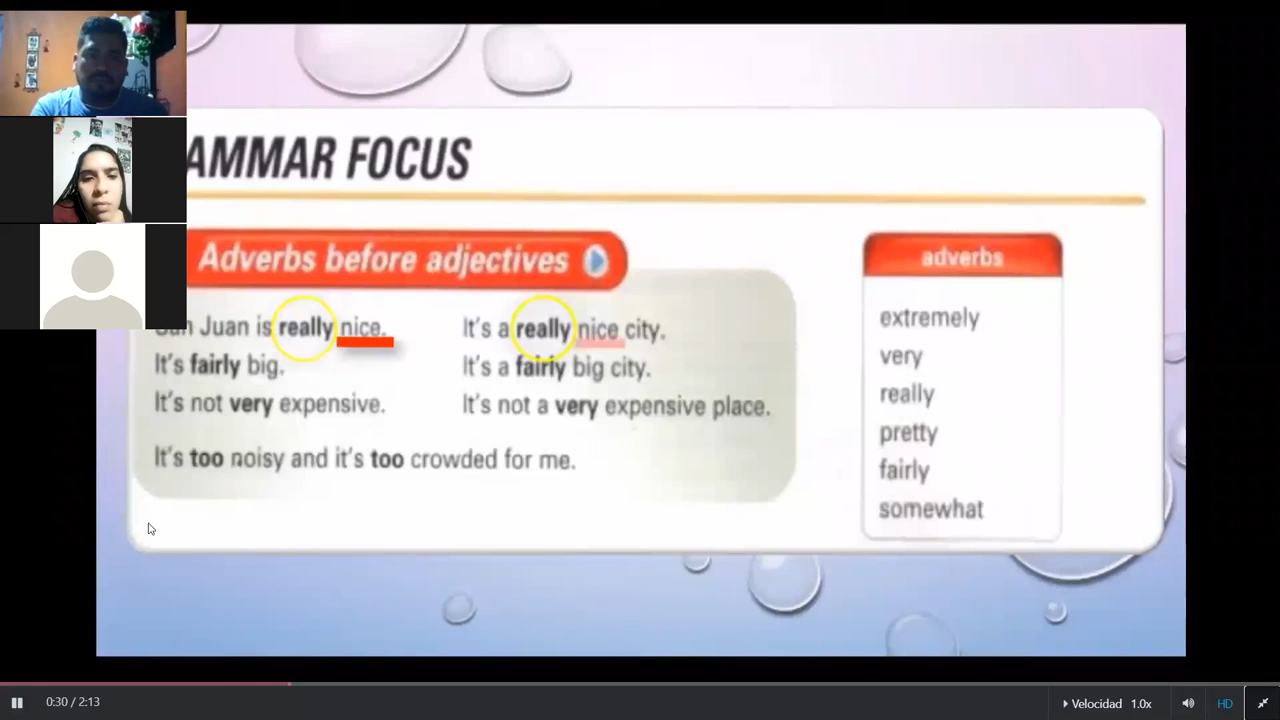 AMMAR FOCUS
Adverbs before adjectives
San Juan is really nice.
It's a really nice city.
It's fairly big.
It's a fairly big city.
It's not very expensive.
It's not a very expensive place.
It's too noisy and it's too crowded for me.
adverbs
extremely
very
really
pretty
fairly
somewhat
0:30 / 2:13
Velocidad 1.0x
HD